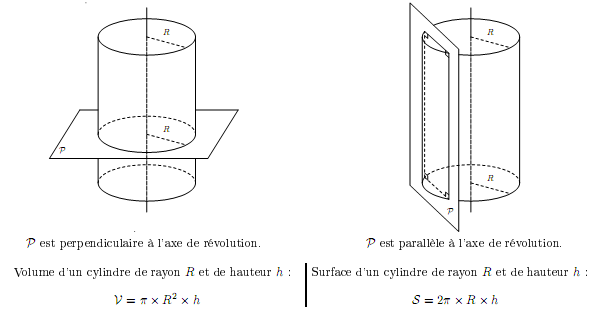 R
R
𝒫
R
R
𝒫
𝒫 est perpendiculaire à l'axe de révolution.
𝒫 est parallèle à l'axe de révolution.
Volume d'un cylindre de rayon R et de hauteur h :
𝒱 = π × R² × h
Surface d'un cylindre de rayon R et de hauteur h :
𝒮 = 2π × R × h